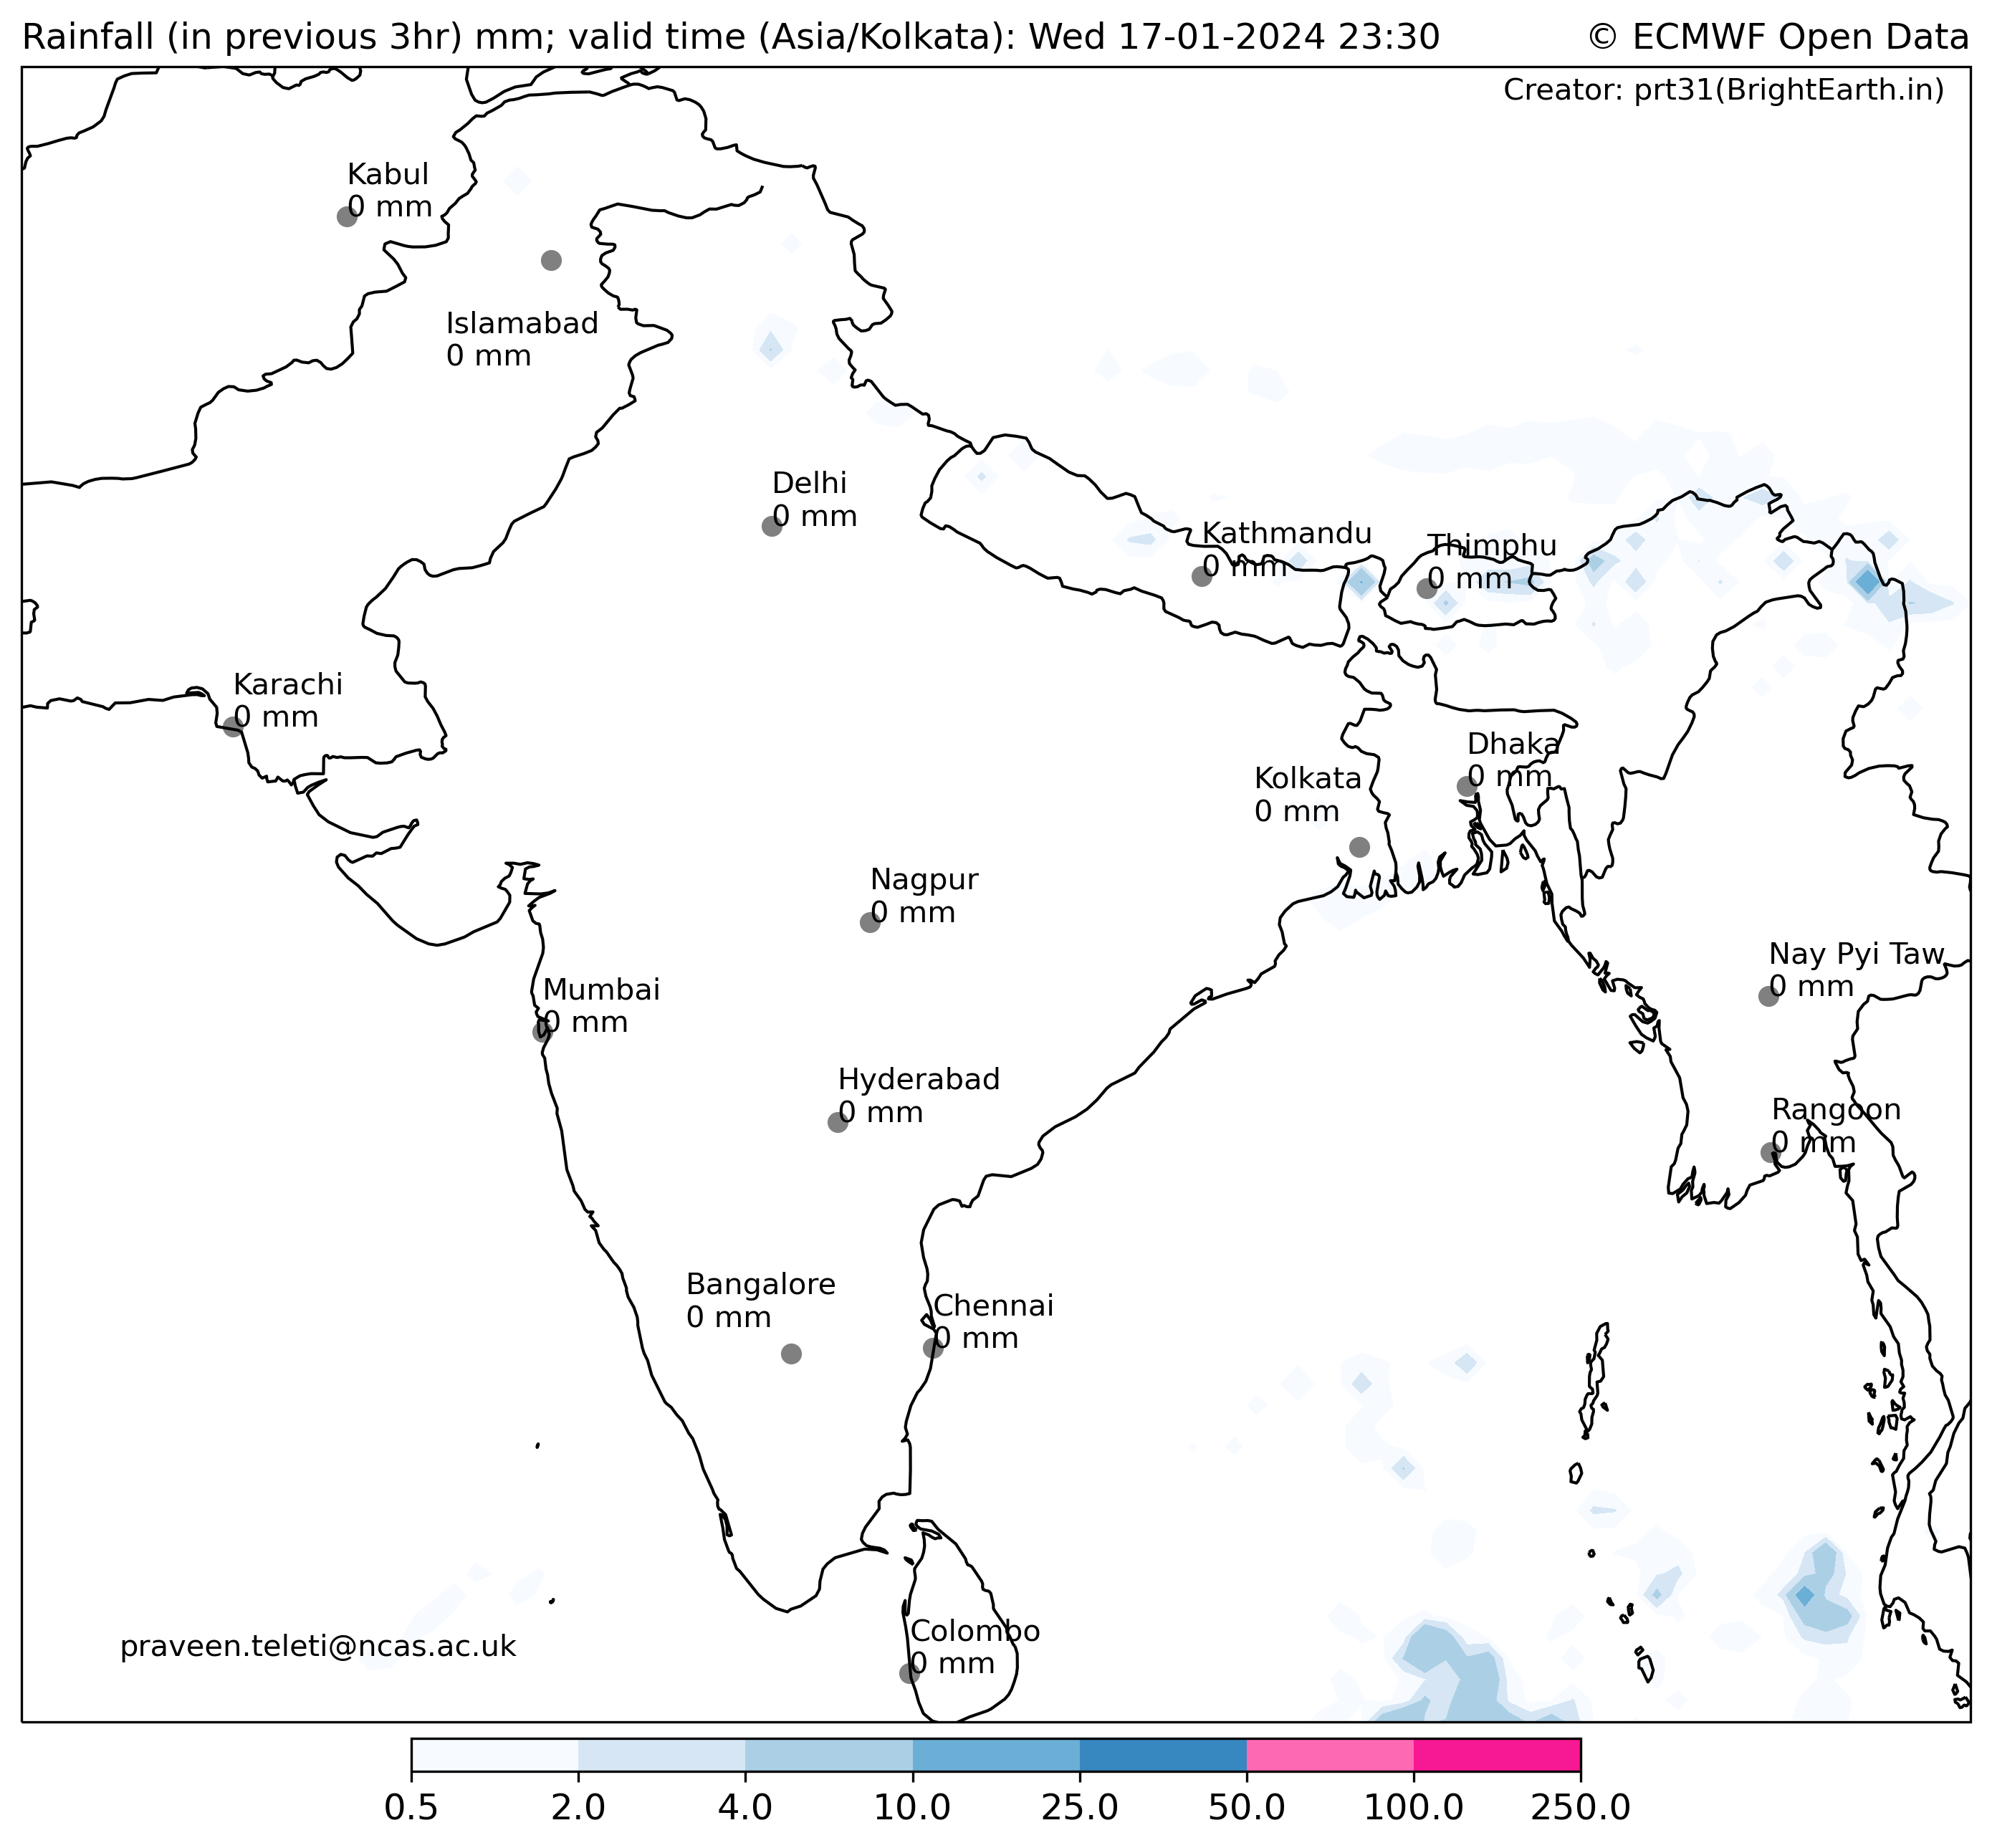 Rainfall (in previous 3hr) mm; valid time (Asia/Kolkata): Wed 17-01-2024 23:30
© ECMWF Open Data
Creator: prt31(BrightEarth.in)
Kabul
0 mm
Islamabad
0 mm
Delhi
0 mm
Kathmandu
0 mm
Thimphu
0 mm
Karachi
0 mm
Dhaka
0 mm
Kolkata
0 mm
Nagpur
0 mm
Nay Pyi Taw
0 mm
Mumbai
0 mm
Hyderabad
0 mm
Rangoon
0 mm
Bangalore
0 mm
Chennai
0 mm
Colombo
0 mm
praveen.teleti@ncas.ac.uk
0.5 2.0 4.0 10.0 25.0 50.0 100.0 250.0